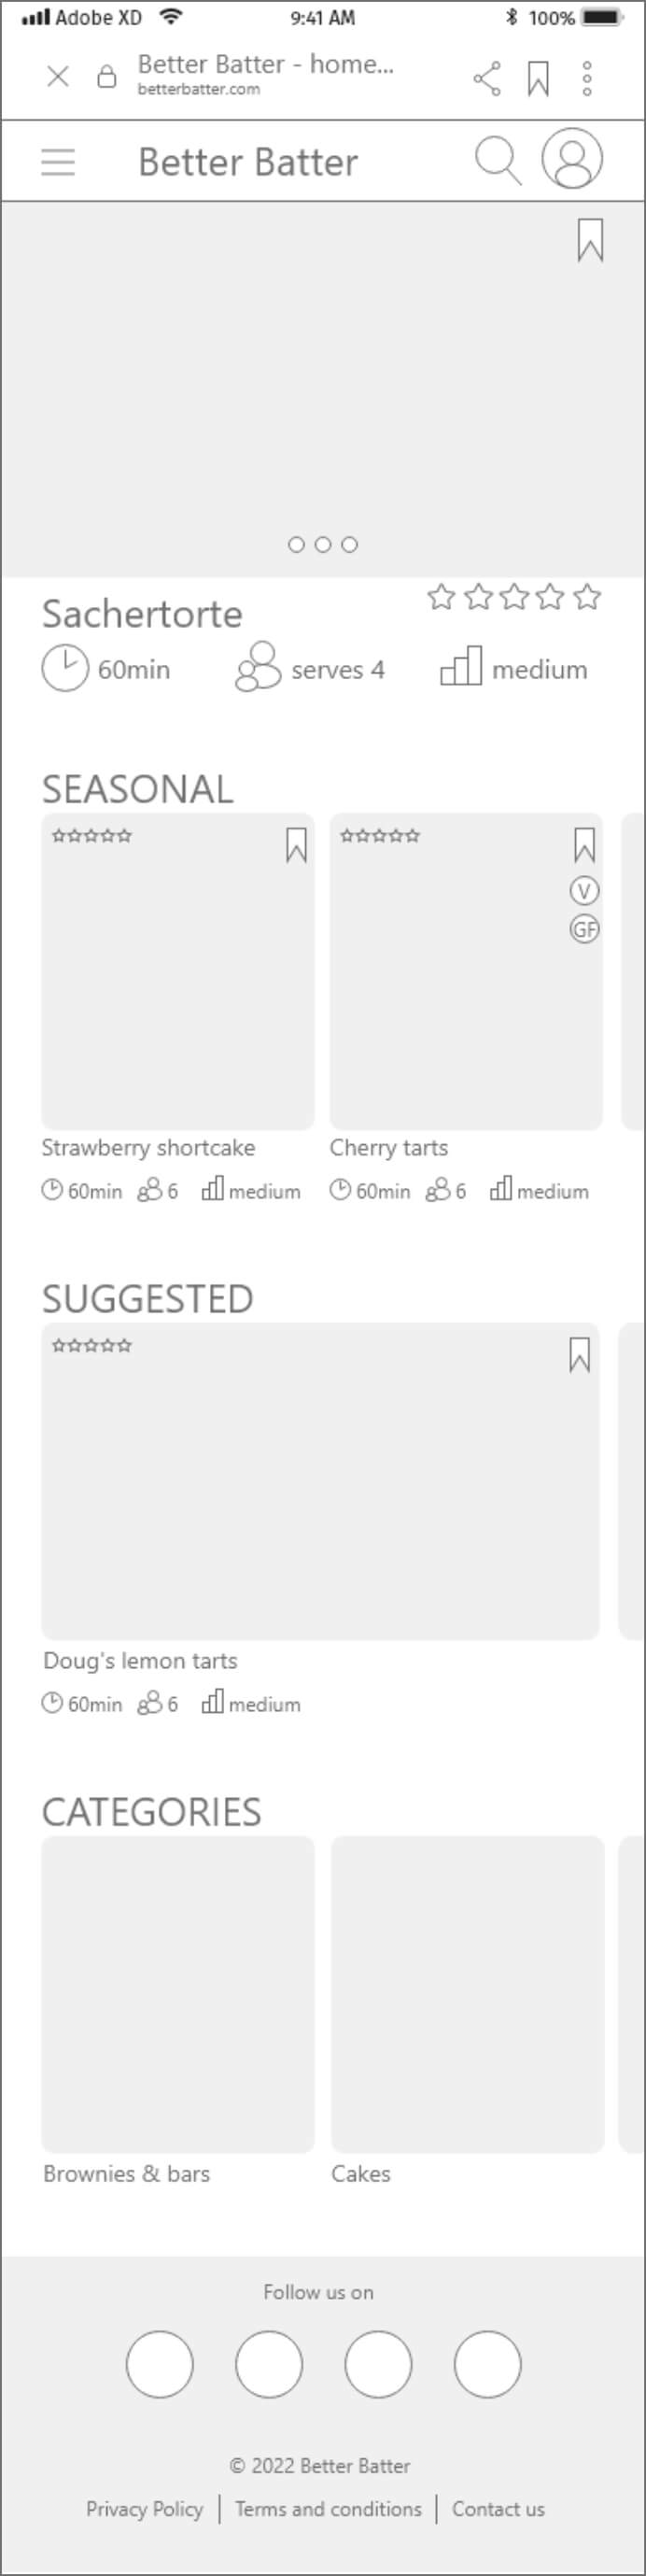 Adobe XD 9:41 AM 100%
Better Batter - home...
betterbatter.com
Better Batter
Sachertorte
60min serves 4 medium
SEASONAL
V
GF
Strawberry shortcake Cherry tarts
60min 6 medium 60min 6 medium
SUGGESTED
Doug's lemon tarts
60min 6 medium
CATEGORIES
Brownies & bars Cakes
Follow us on
© 2022 Better Batter
Privacy Policy | Terms and conditions | Contact us